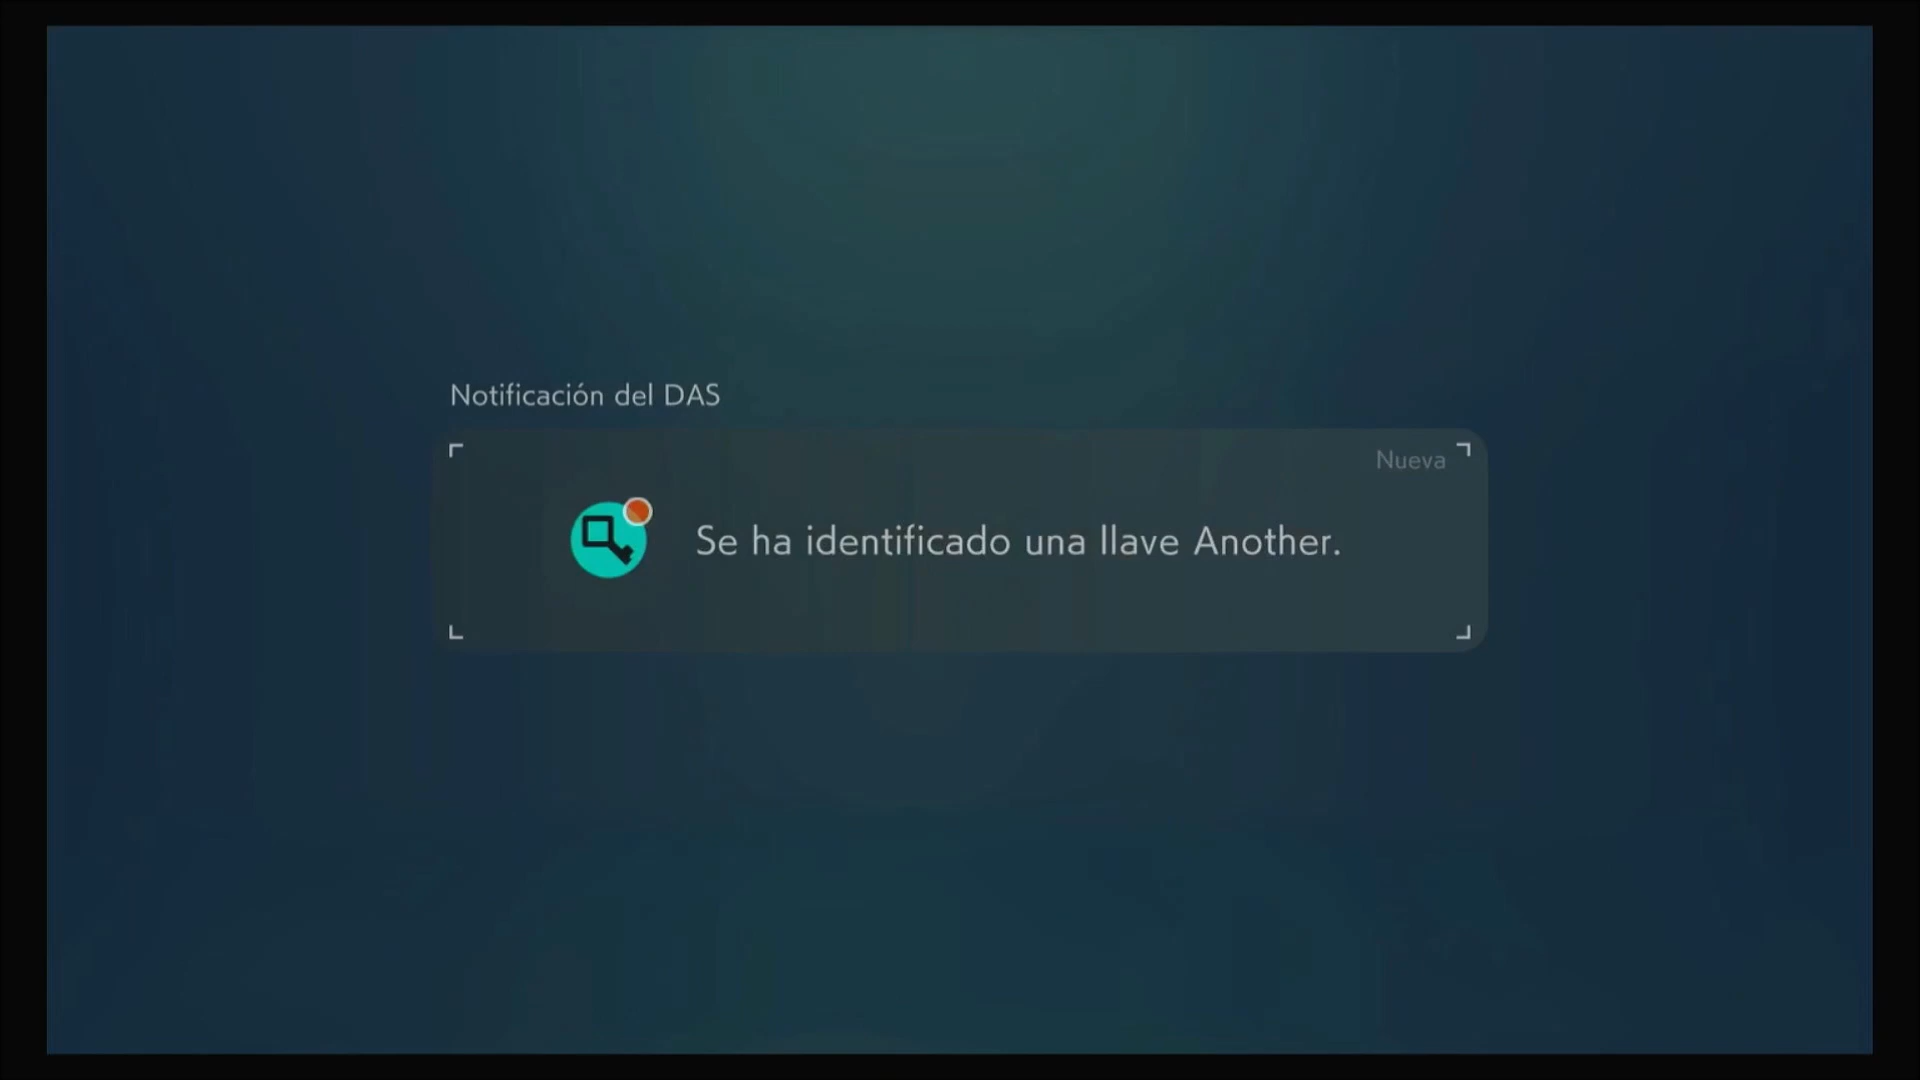 Notificación del DAS
Nueva
Se ha identificado una llave Another.